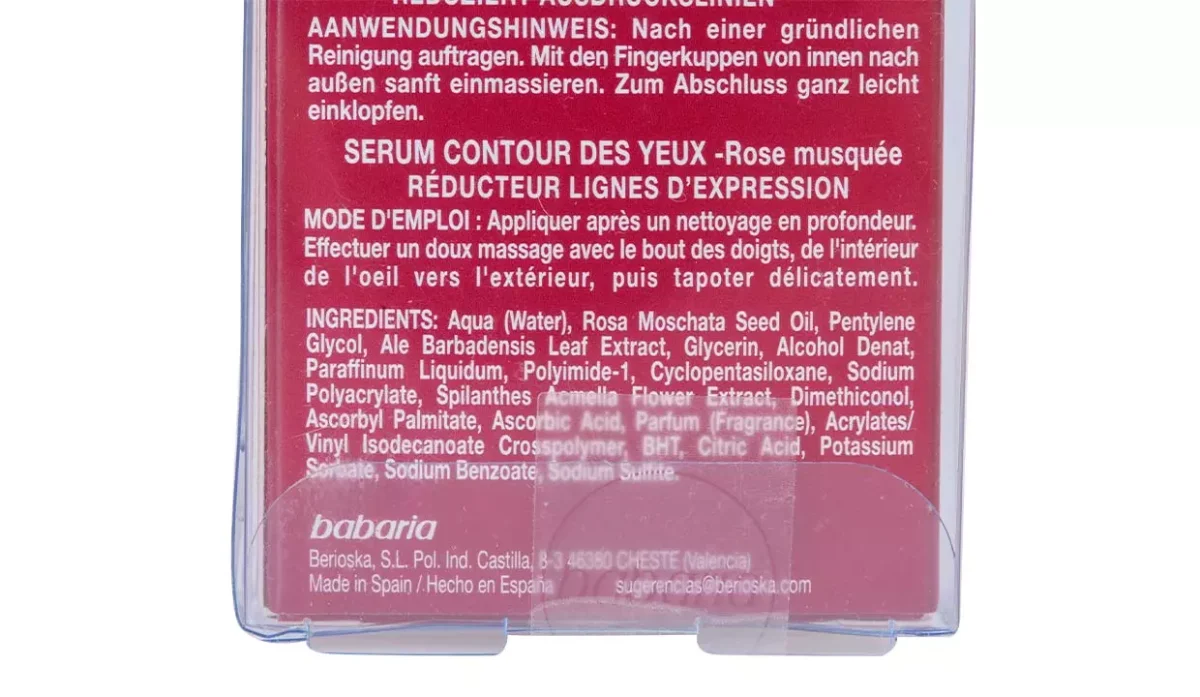 REDUZIERT AUSDRUCKSLINIEN
AANWENDUNGSHINWEIS: Nach einer gründlichen
Reinigung auftragen. Mit den Fingerkuppen von innen nach
außen sanft einmassieren. Zum Abschluss ganz leicht
einklopfen.
SERUM CONTOUR DES YEUX -Rose musquée
RÉDUCTEUR LIGNES D'EXPRESSION
MODE D'EMPLOI : Appliquer après un nettoyage en profondeur.
Effectuer un doux massage avec le bout des doigts, de l'intérieur
de l'oeil vers l'extérieur, puis tapoter délicatement.
INGREDIENTS: Aqua (Water), Rosa Moschata Seed Oil, Pentylene
Glycol, Ale Barbadensis Leaf Extract, Glycerin, Alcohol Denat,
Paraffinum Liquidum, Polyimide-1, Cyclopentasiloxane, Sodium
Polyacrylate, Spilanthes Acmella Flower Extract, Dimethiconol,
Ascorbyl Palmitate, Ascorbic Acid, Parfum (Fragrance), Acrylates/
Vinyl Isodecanoate Crosspolymer, BHT, Citric Acid, Potassium
Sorbate, Sodium Benzoate, Sodium Sulfite.
babaria
Berioska, S.L. Pol. Ind. Castilla, 8-3 46380 CHESTE (Valencia)
Made in Spain / Hecho en España sugerencias@berioska.com